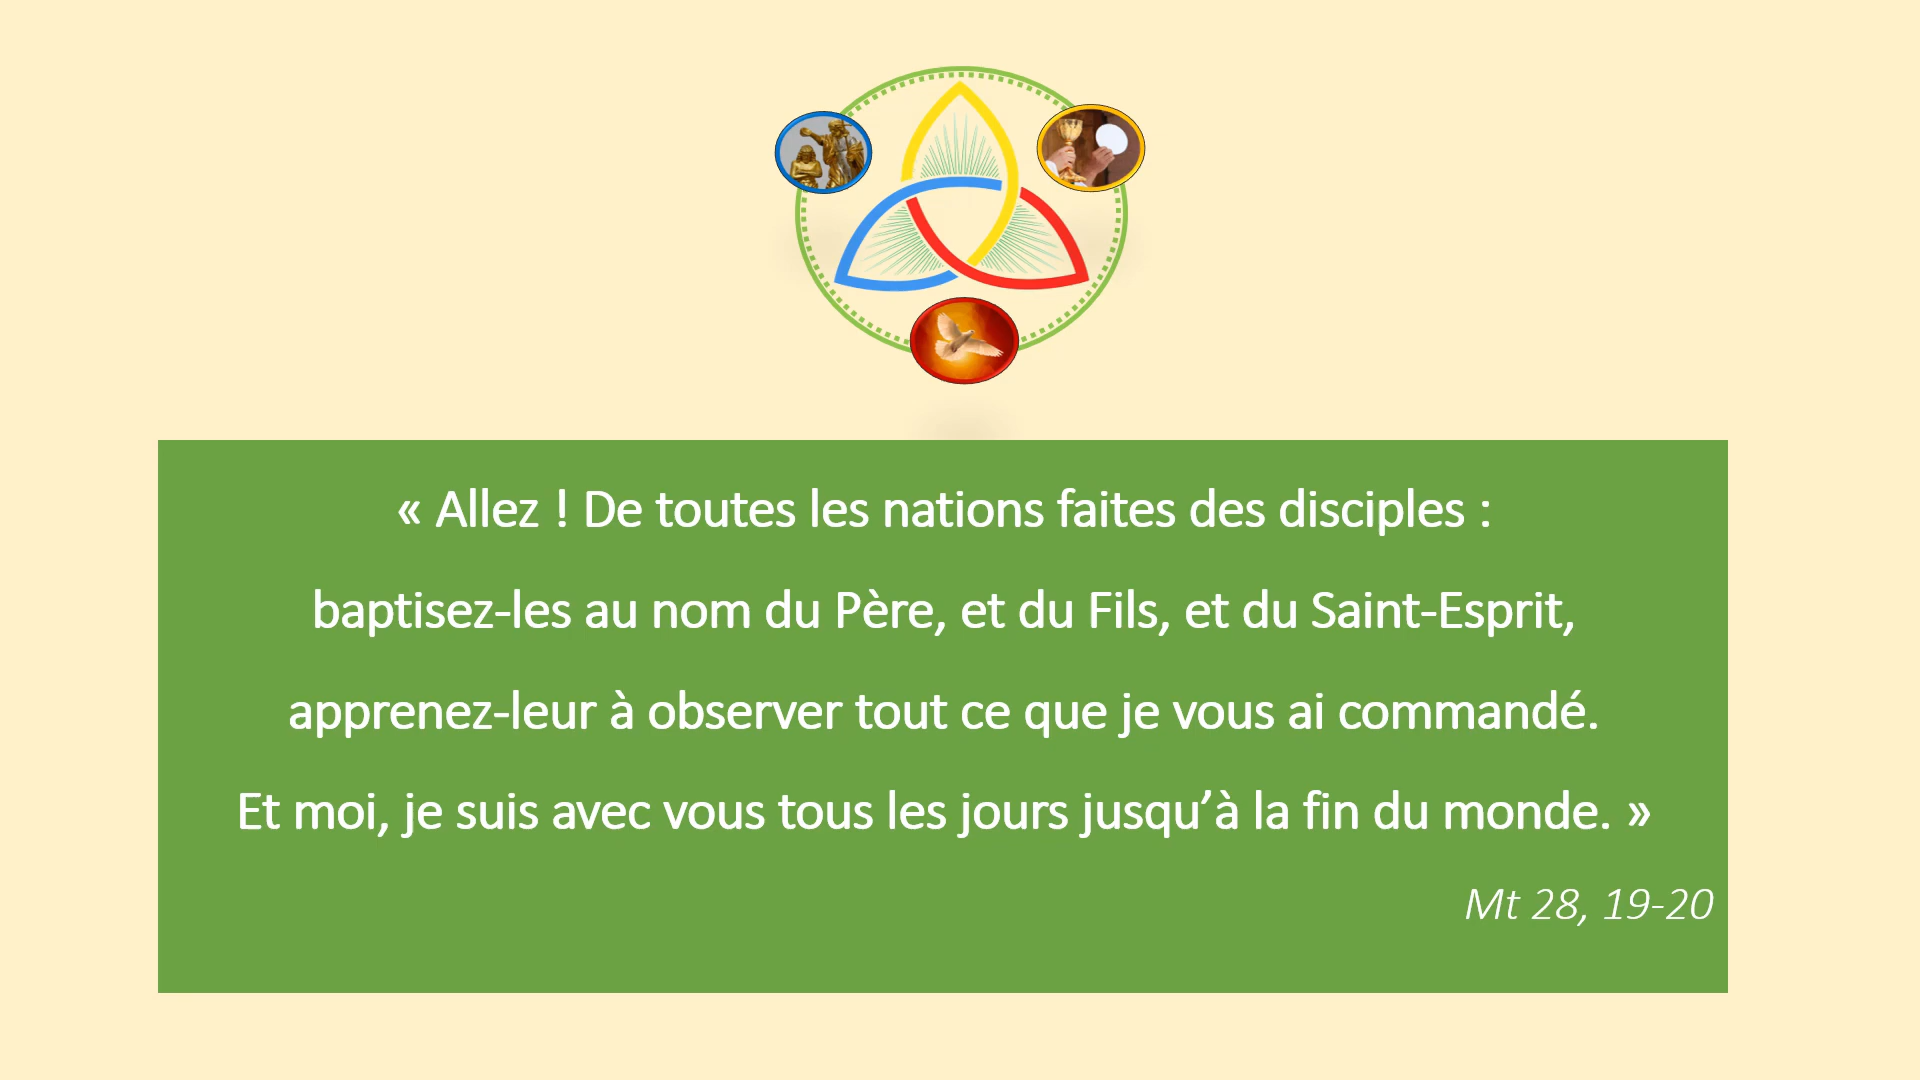 « Allez ! De toutes les nations faites des disciples :
baptisez-les au nom du Père, et du Fils, et du Saint-Esprit,
apprenez-leur à observer tout ce que je vous ai commandé.
Et moi, je suis avec vous tous les jours jusqu’à la fin du monde. »
Mt 28, 19-20